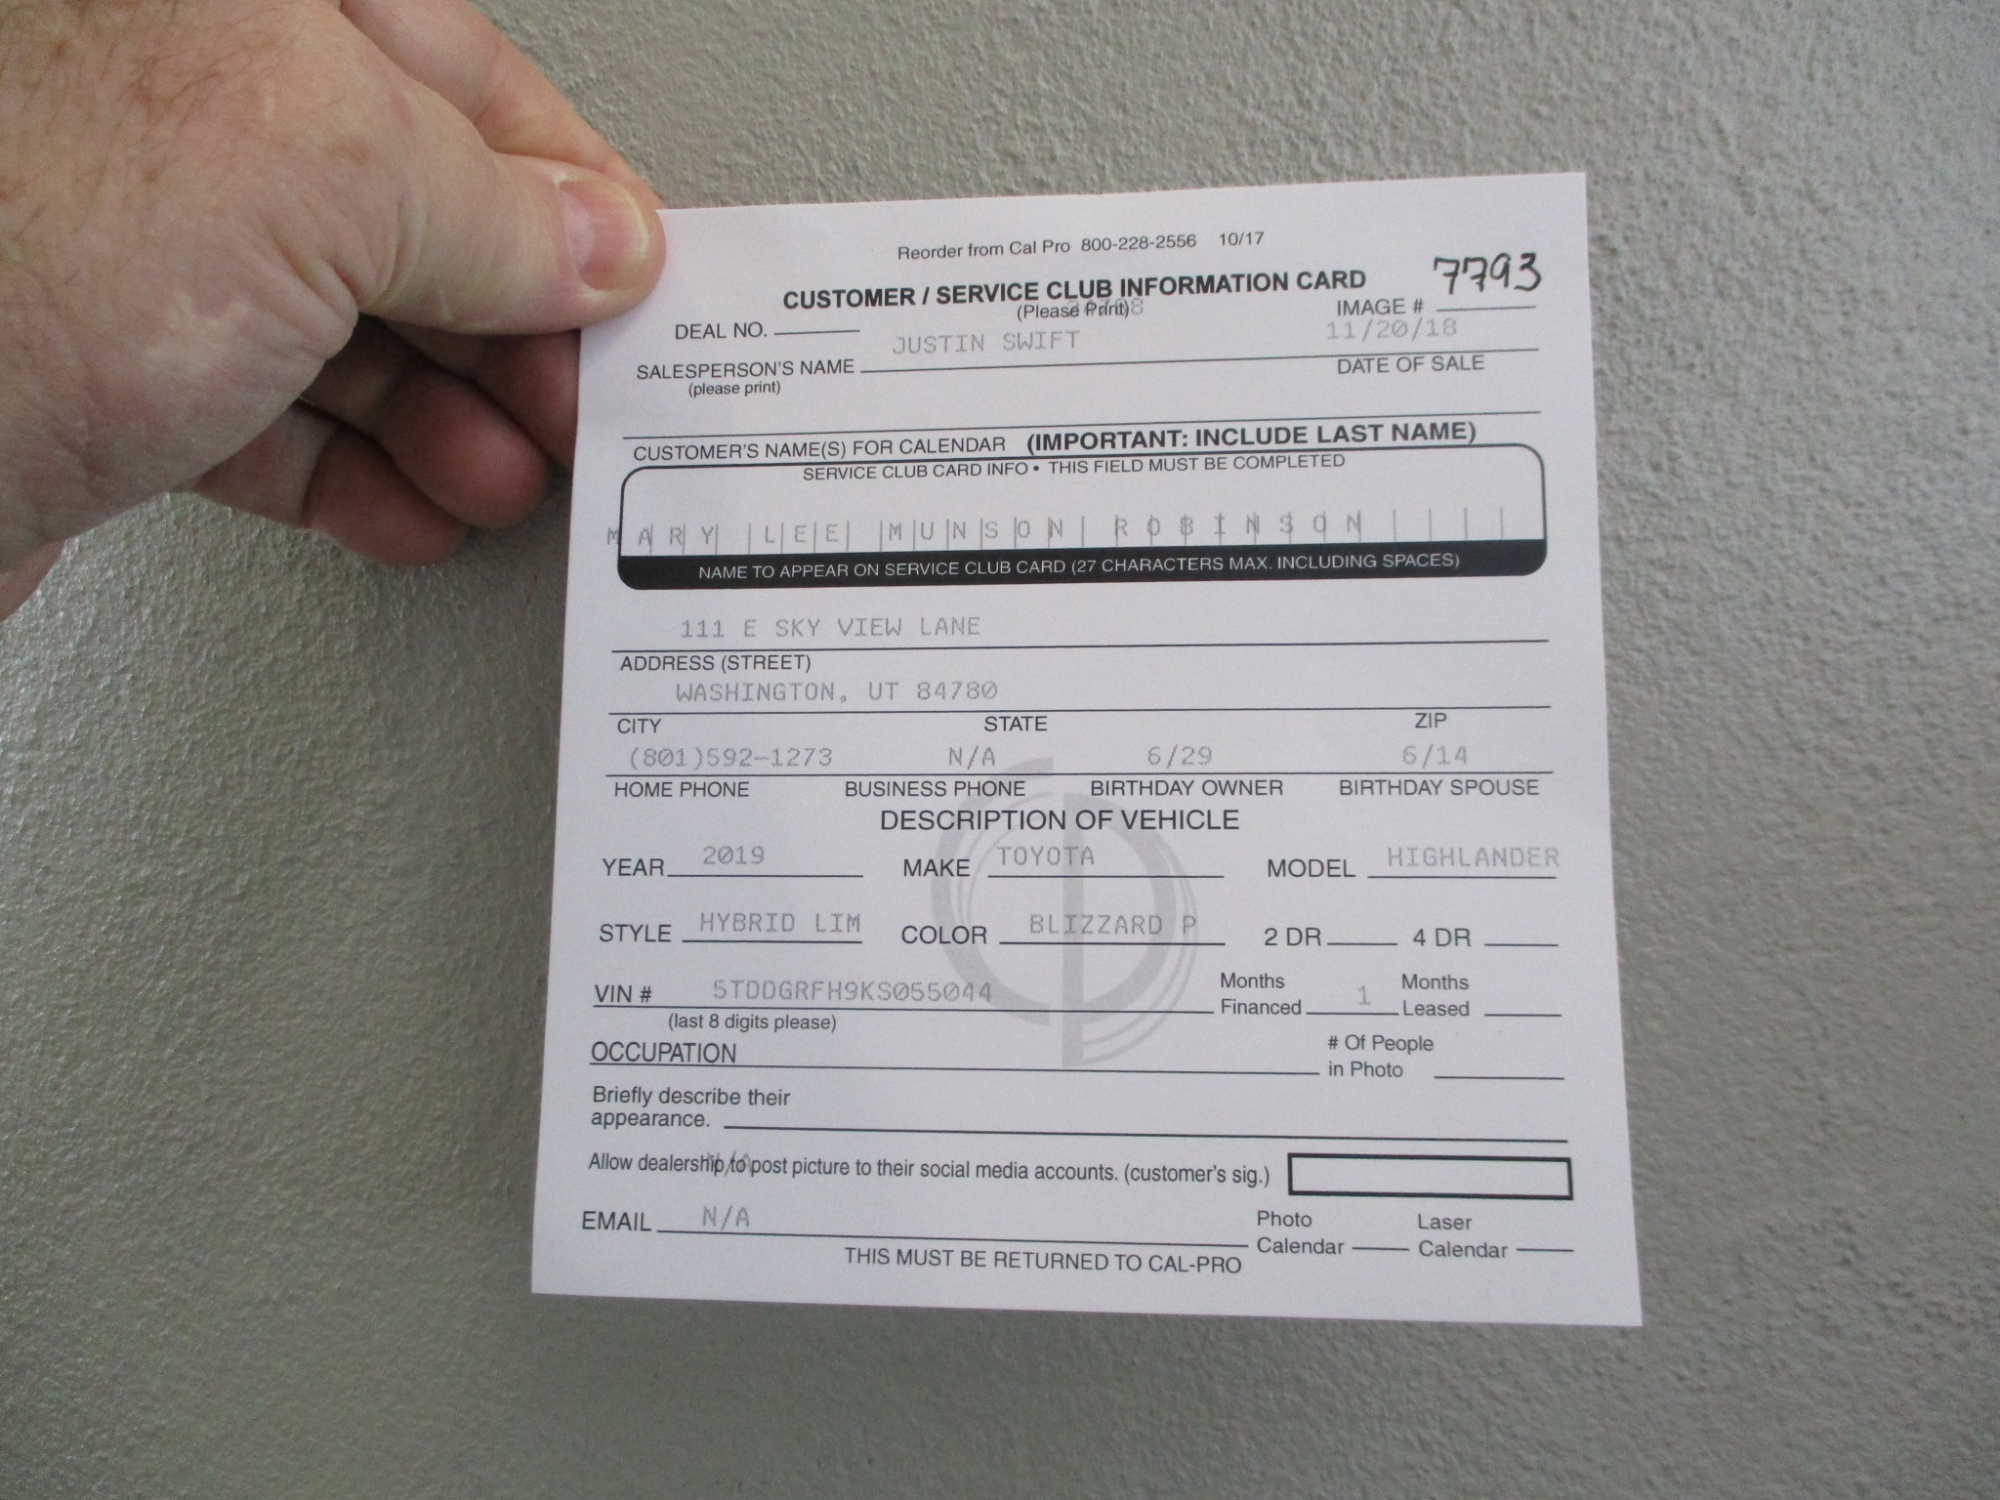 Reorder from Cal Pro 800-228-2556 10/17
7793
CUSTOMER / SERVICE CLUB INFORMATION CARD
(Please Print)
DEAL NO. IMAGE #
JUSTIN SWIFT 11/20/18
SALESPERSON'S NAME DATE OF SALE
(please print)
CUSTOMER'S NAME(S) FOR CALENDAR (IMPORTANT: INCLUDE LAST NAME)
SERVICE CLUB CARD INFO • THIS FIELD MUST BE COMPLETED
MARY LEE MUNSON ROBINSON
NAME TO APPEAR ON SERVICE CLUB CARD (27 CHARACTERS MAX. INCLUDING SPACES)
111 E SKY VIEW LANE
ADDRESS (STREET)
WASHINGTON, UT 84780
CITY STATE ZIP
(801)592-1273 N/A 6/29 6/14
HOME PHONE BUSINESS PHONE BIRTHDAY OWNER BIRTHDAY SPOUSE
DESCRIPTION OF VEHICLE
YEAR 2019 MAKE TOYOTA MODEL HIGHLANDER
STYLE HYBRID LIM COLOR BLIZZARD P 2 DR 4 DR
VIN # 5TDDGRFH9KS055044 Months Financed 1 Months Leased
(last 8 digits please)
OCCUPATION # Of People in Photo
Briefly describe their
appearance.
N/A
Allow dealership to post picture to their social media accounts. (customer's sig.)
EMAIL N/A Photo Calendar Laser Calendar
THIS MUST BE RETURNED TO CAL-PRO